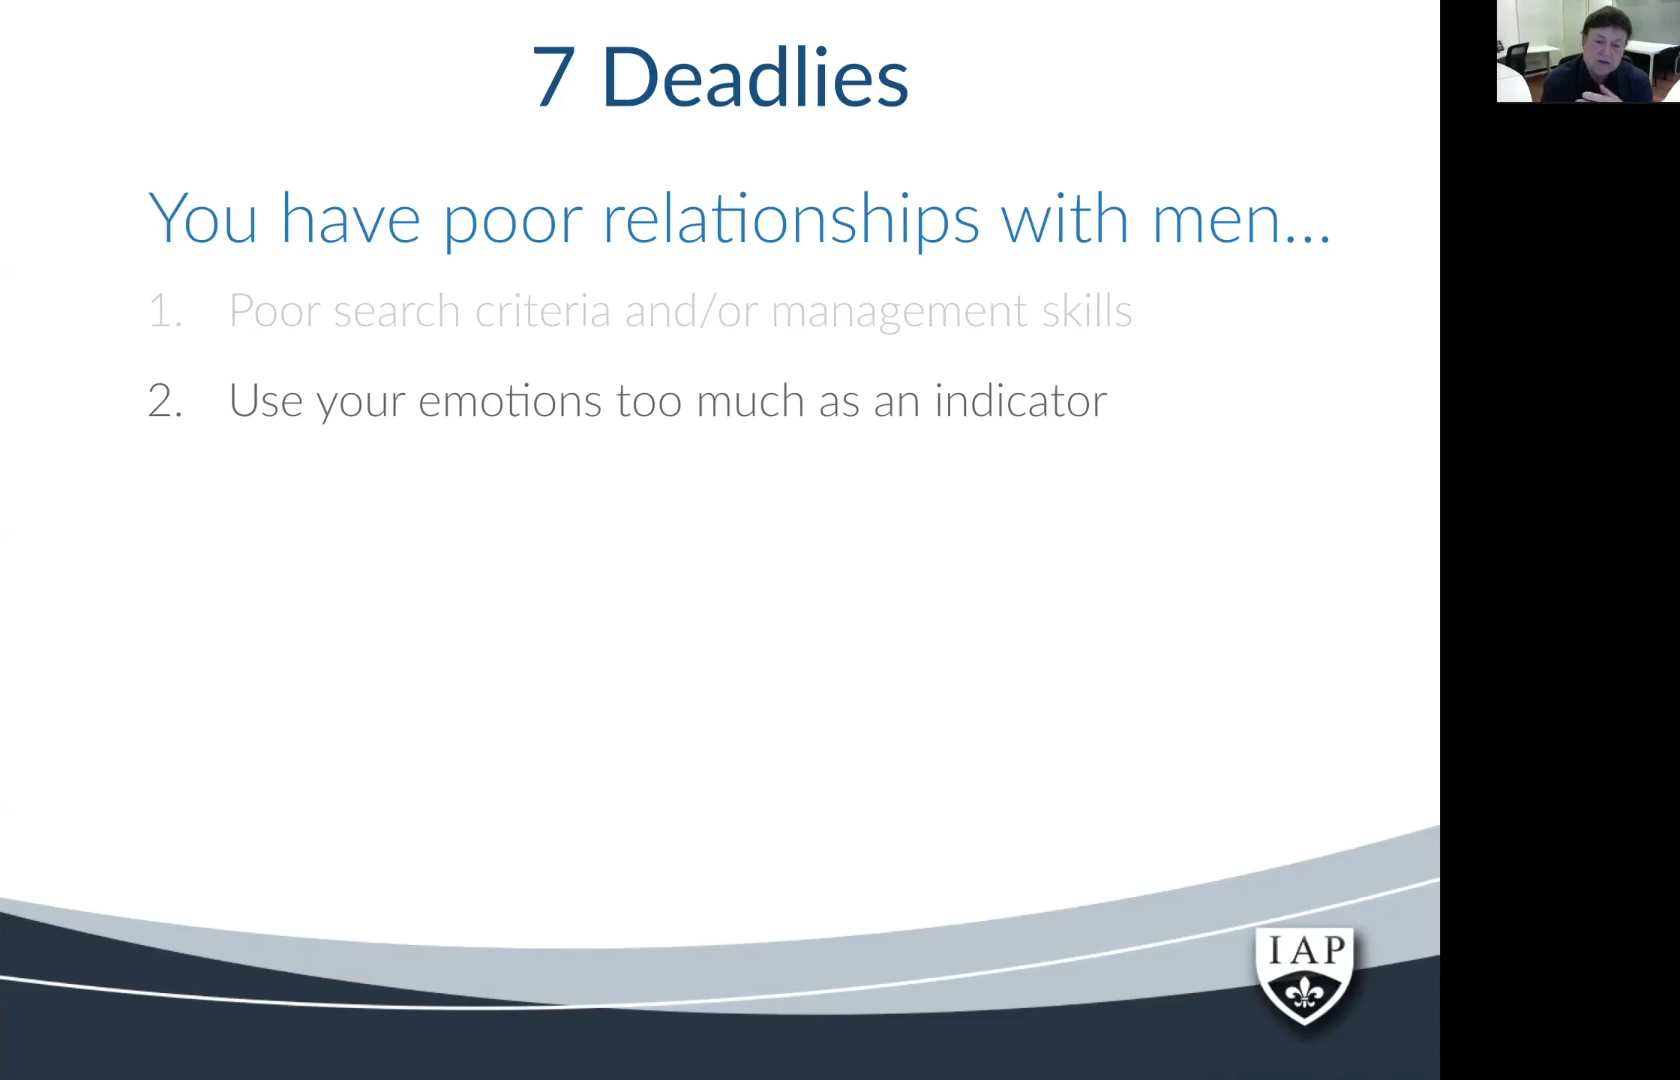 7 Deadlies
You have poor relationships with men...
1. Poor search criteria and/or management skills
2. Use your emotions too much as an indicator
IAP